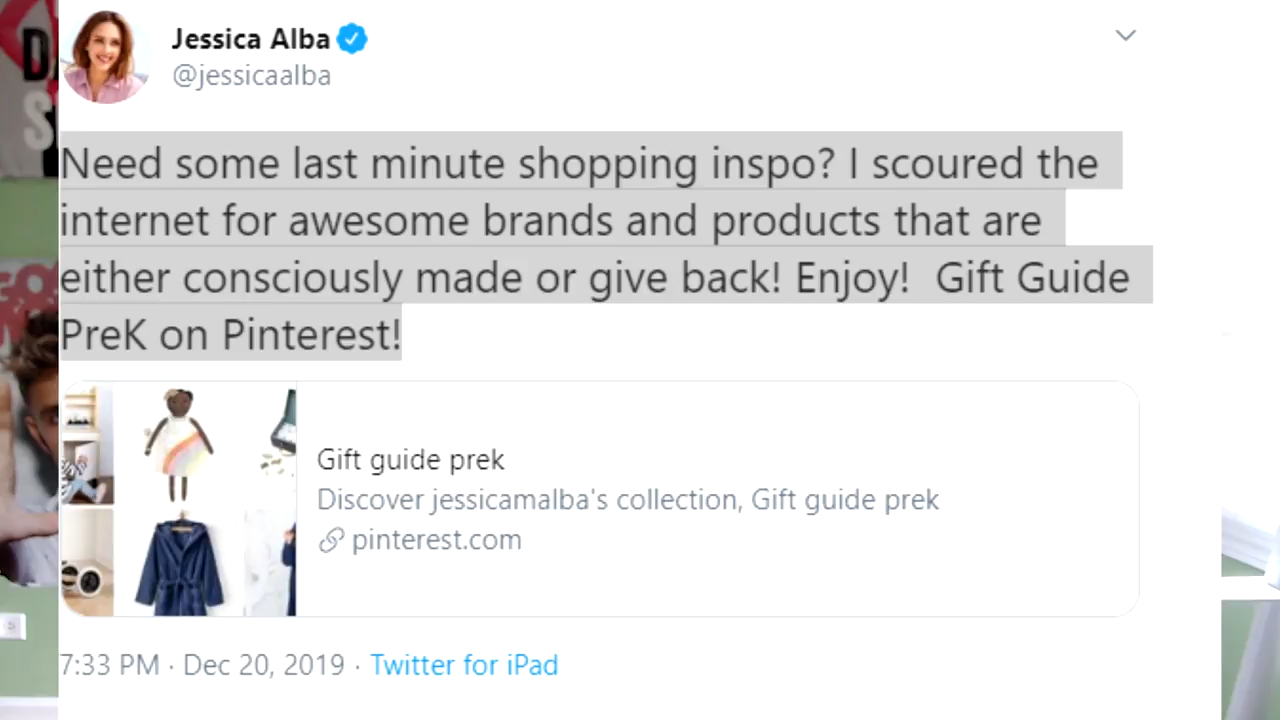 Jessica Alba
@jessicaalba
Need some last minute shopping inspo? I scoured the
internet for awesome brands and products that are
either consciously made or give back! Enjoy!  Gift Guide
PreK on Pinterest!
Gift guide prek
Discover jessicamalba's collection, Gift guide prek
pinterest.com
7:33 PM · Dec 20, 2019 · Twitter for iPad